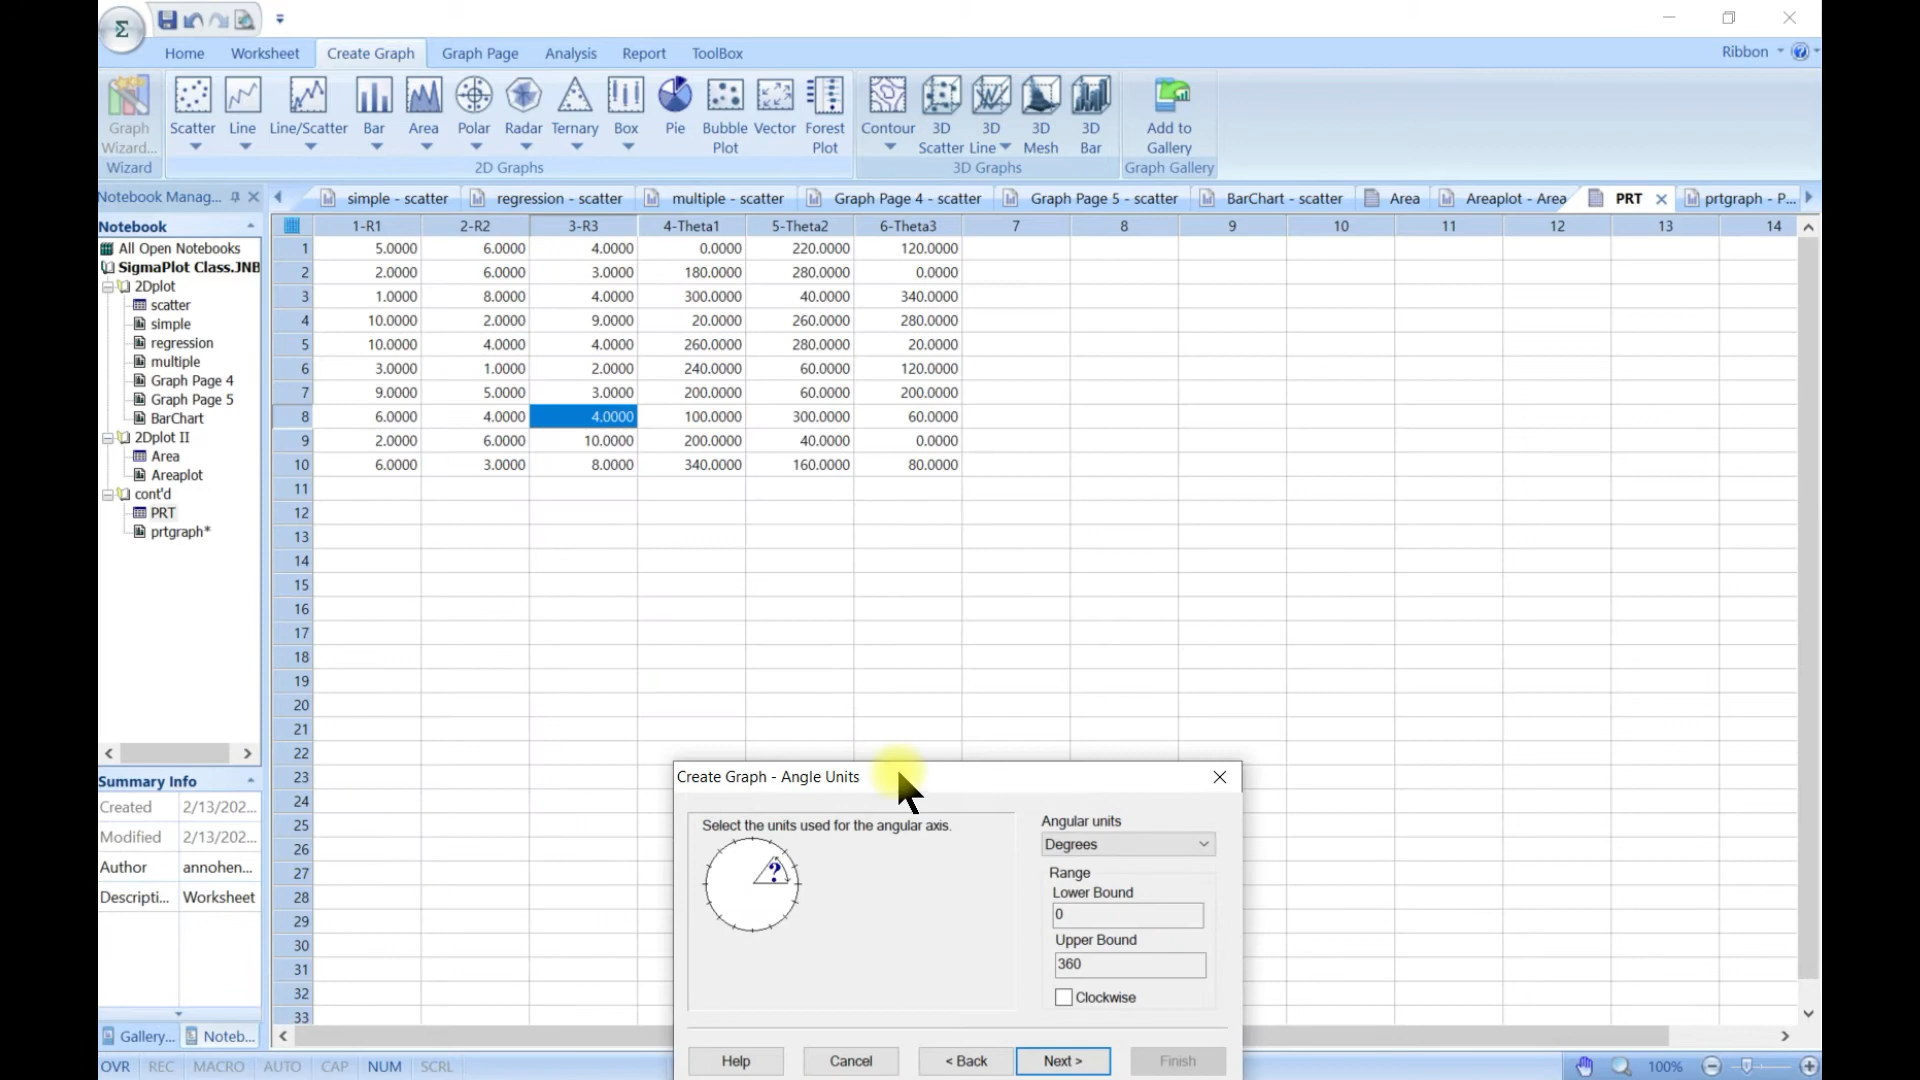 Σ
Home Worksheet Create Graph Graph Page Analysis Report ToolBox Ribbon
Graph Wizard... Scatter Line Line/Scatter Bar Area Polar Radar Ternary Box Pie Bubble Plot Vector Forest Plot Contour 3D Scatter 3D Line 3D Mesh 3D Bar Add to Gallery
Wizard 2D Graphs 3D Graphs Graph Gallery
Notebook Manag... simple - scatter regression - scatter multiple - scatter Graph Page 4 - scatter Graph Page 5 - scatter BarChart - scatter Area Areaplot - Area PRT prtgraph - P...
Notebook
All Open Notebooks
SigmaPlot Class.JNB
2Dplot
scatter
simple
regression
multiple
Graph Page 4
Graph Page 5
BarChart
2Dplot II
Area
Areaplot
cont'd
PRT
prtgraph*
Summary Info
Created 2/13/202...
Modified 2/13/202...
Author annohen...
Descripti... Worksheet
Gallery... Noteb...
1-R1 2-R2 3-R3 4-Theta1 5-Theta2 6-Theta3 7 8 9 10 11 12 13 14
1 5.0000 6.0000 4.0000 0.0000 220.0000 120.0000
2 2.0000 6.0000 3.0000 180.0000 280.0000 0.0000
3 1.0000 8.0000 4.0000 300.0000 40.0000 340.0000
4 10.0000 2.0000 9.0000 20.0000 260.0000 280.0000
5 10.0000 4.0000 4.0000 260.0000 280.0000 20.0000
6 3.0000 1.0000 2.0000 240.0000 60.0000 120.0000
7 9.0000 5.0000 3.0000 200.0000 60.0000 200.0000
8 6.0000 4.0000 4.0000 100.0000 300.0000 60.0000
9 2.0000 6.0000 10.0000 200.0000 40.0000 0.0000
10 6.0000 3.0000 8.0000 340.0000 160.0000 80.0000
11
12
13
14
15
16
17
18
19
20
21
22
23
24
25
26
27
28
29
30
31
32
33
Create Graph - Angle Units
Select the units used for the angular axis.
?
Angular units
Degrees
Range
Lower Bound
0
Upper Bound
360
Clockwise
Help Cancel < Back Next > Finish
OVR REC MACRO AUTO CAP NUM SCRL 100%